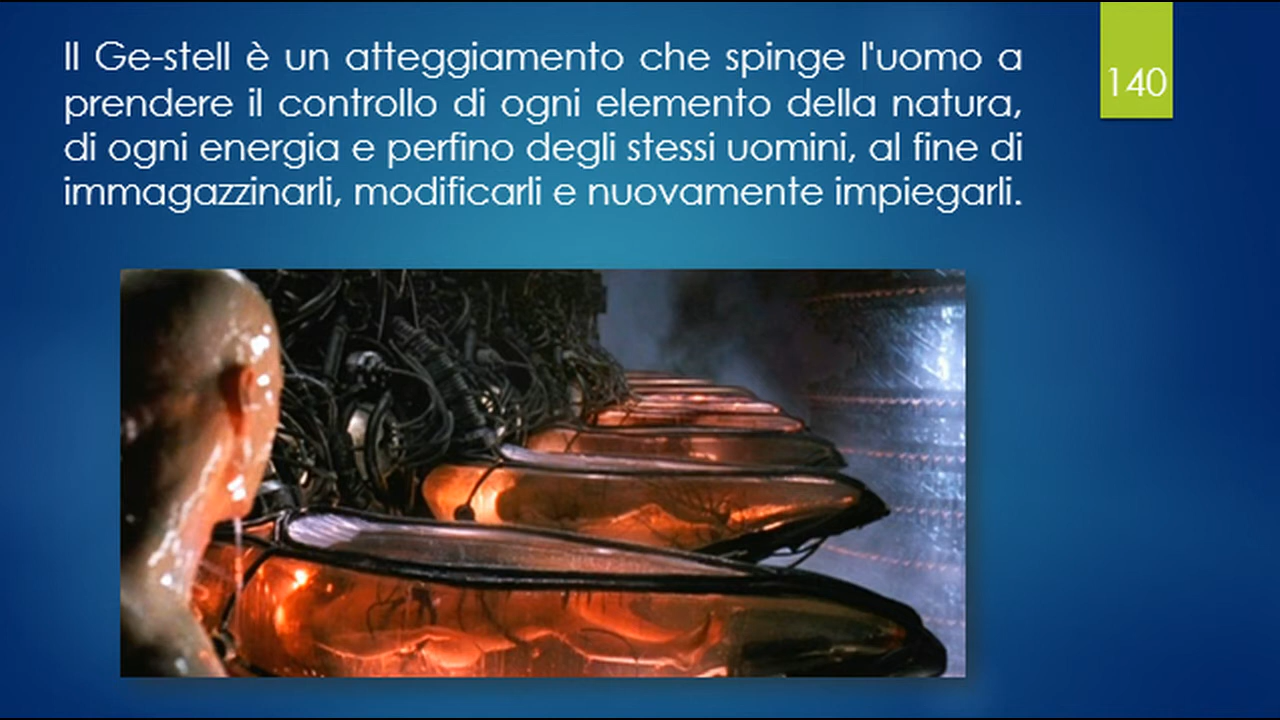 Il Ge-stell è un atteggiamento che spinge l'uomo a
prendere il controllo di ogni elemento della natura,
di ogni energia e perfino degli stessi uomini, al fine di
immagazzinarli, modificarli e nuovamente impiegarli.
140